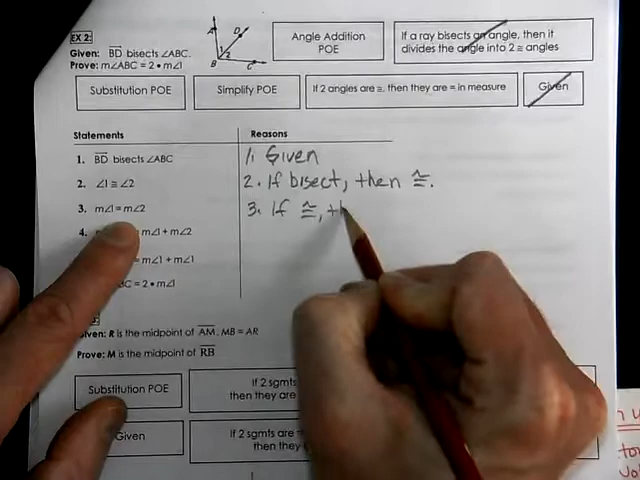 EX 2:
Given: BD bisects ∠ABC.
Prove: m∠ABC = 2 • m∠1
A
D
1
2
B
C
Angle Addition
POE
If a ray bisects an angle, then it
divides the angle into 2 ≅ angles
Substitution POE
Simplify POE
If 2 angles are ≅, then they are = in measure
Given
Statements
Reasons
1. BD bisects ∠ABC
1. Given
2. ∠1 ≅ ∠2
2. If bisect, then ≅.
3. m∠1 = m∠2
3. If ≅, th
4. = m∠1 + m∠2
= m∠1 + m∠1
BC = 2 • m∠1
Given: R is the midpoint of AM, MB = AR
Prove: M is the midpoint of RB
Substitution POE
If 2 sgmts
then they are
Given
If 2 sgmts are
then they